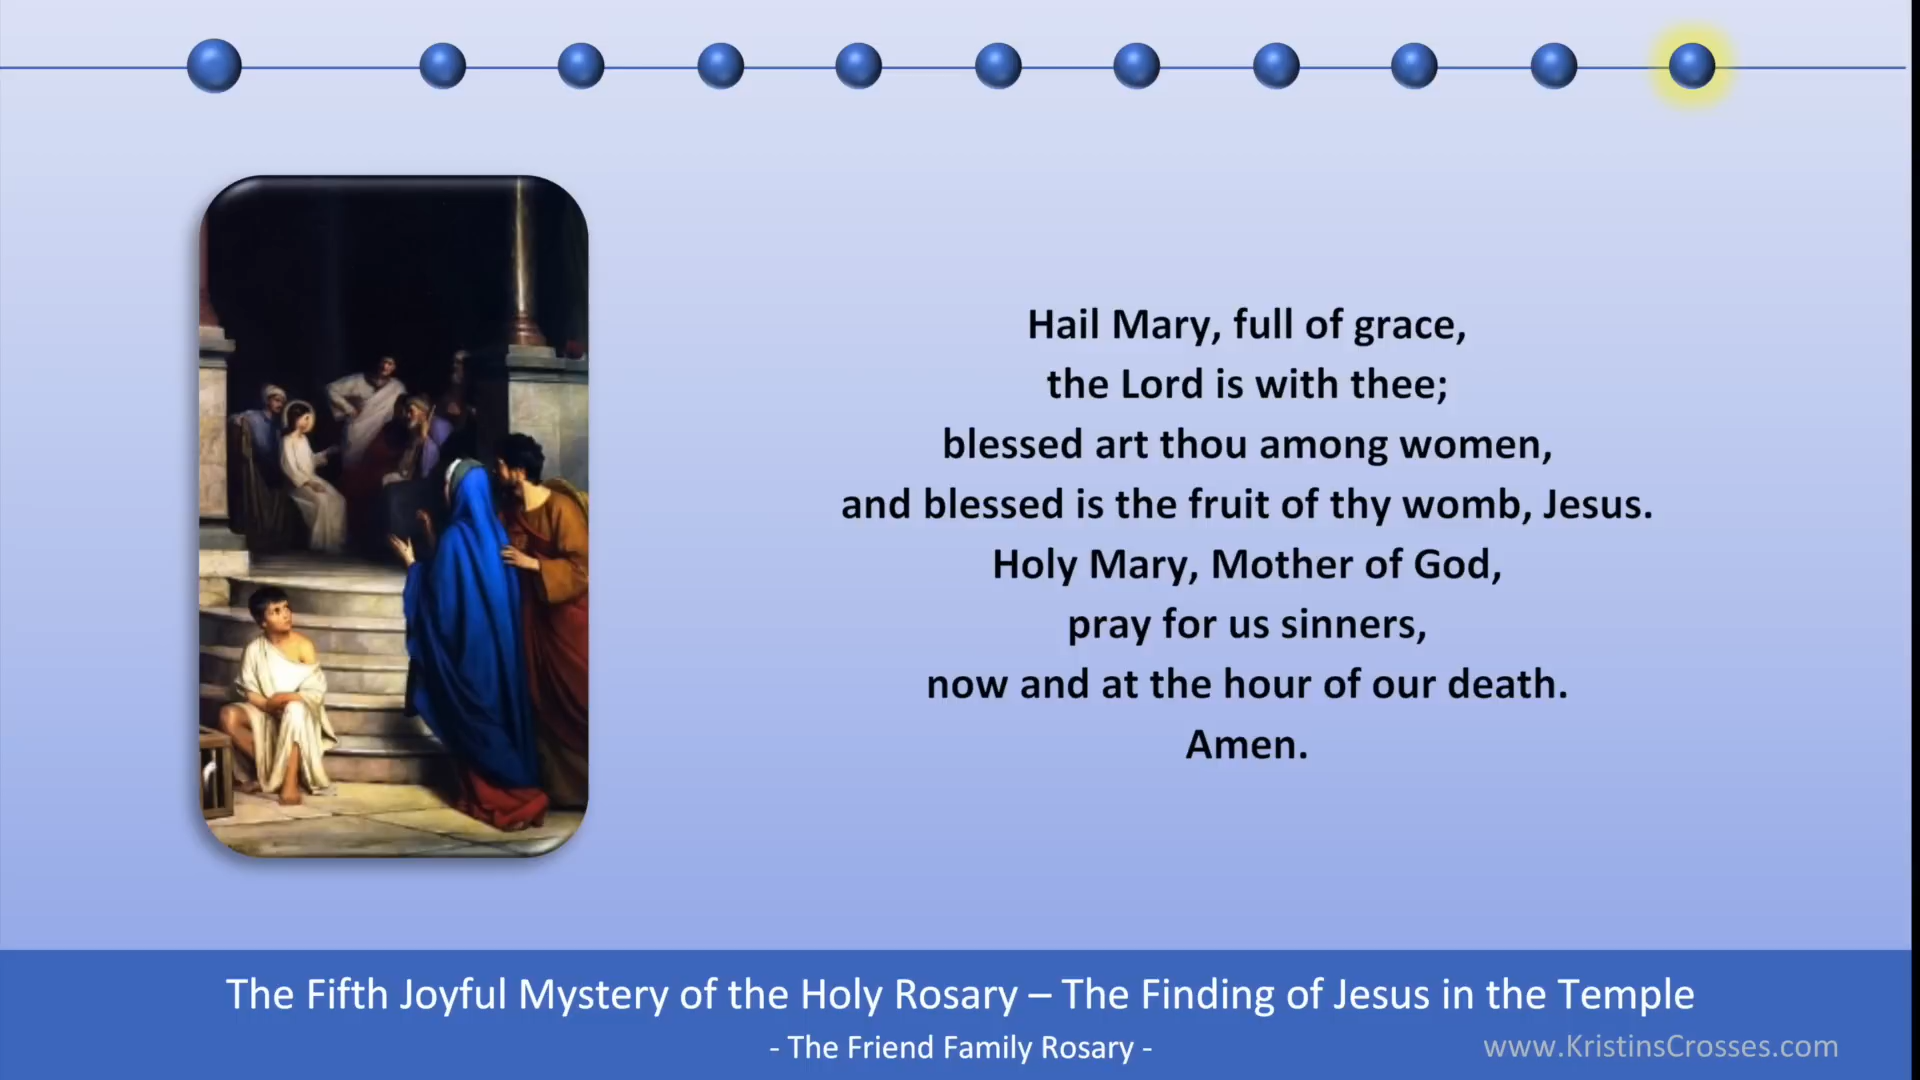 Hail Mary, full of grace,
the Lord is with thee;
blessed art thou among women,
and blessed is the fruit of thy womb, Jesus.
Holy Mary, Mother of God,
pray for us sinners,
now and at the hour of our death.
Amen.
The Fifth Joyful Mystery of the Holy Rosary – The Finding of Jesus in the Temple
- The Friend Family Rosary -
www.KristinsCrosses.com